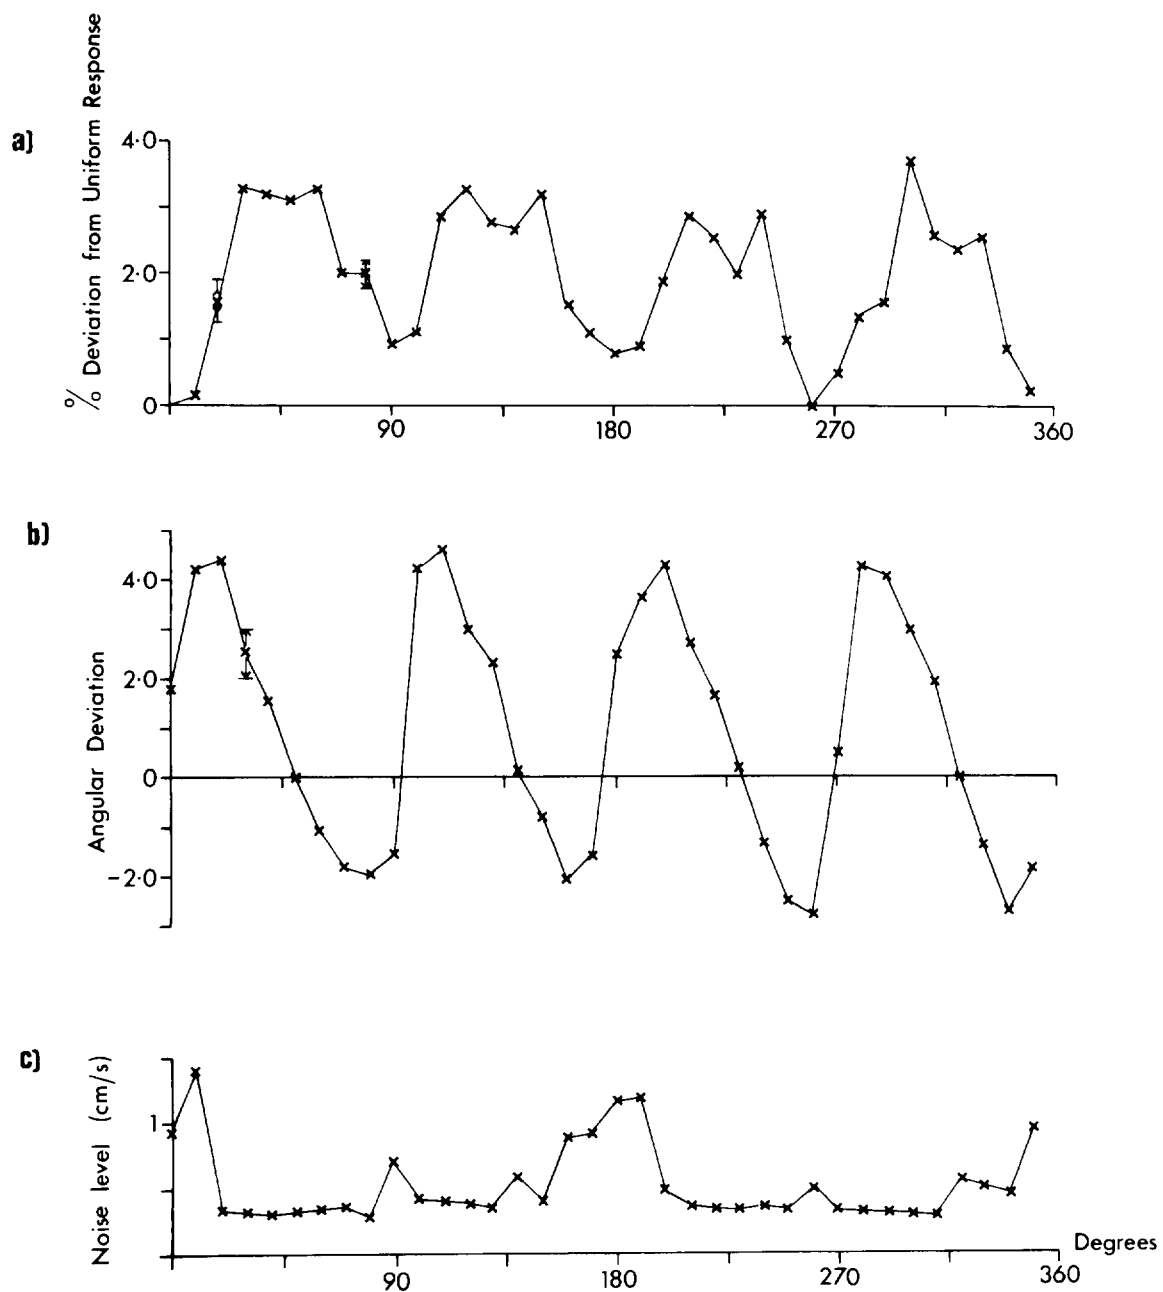 a)
% Deviation from Uniform Response
4·0
2·0
0
90 180 270 360
b)
Angular Deviation
4·0
2·0
0
−2·0
c)
Noise level (cm/s)
1
90 180 270 360
Degrees